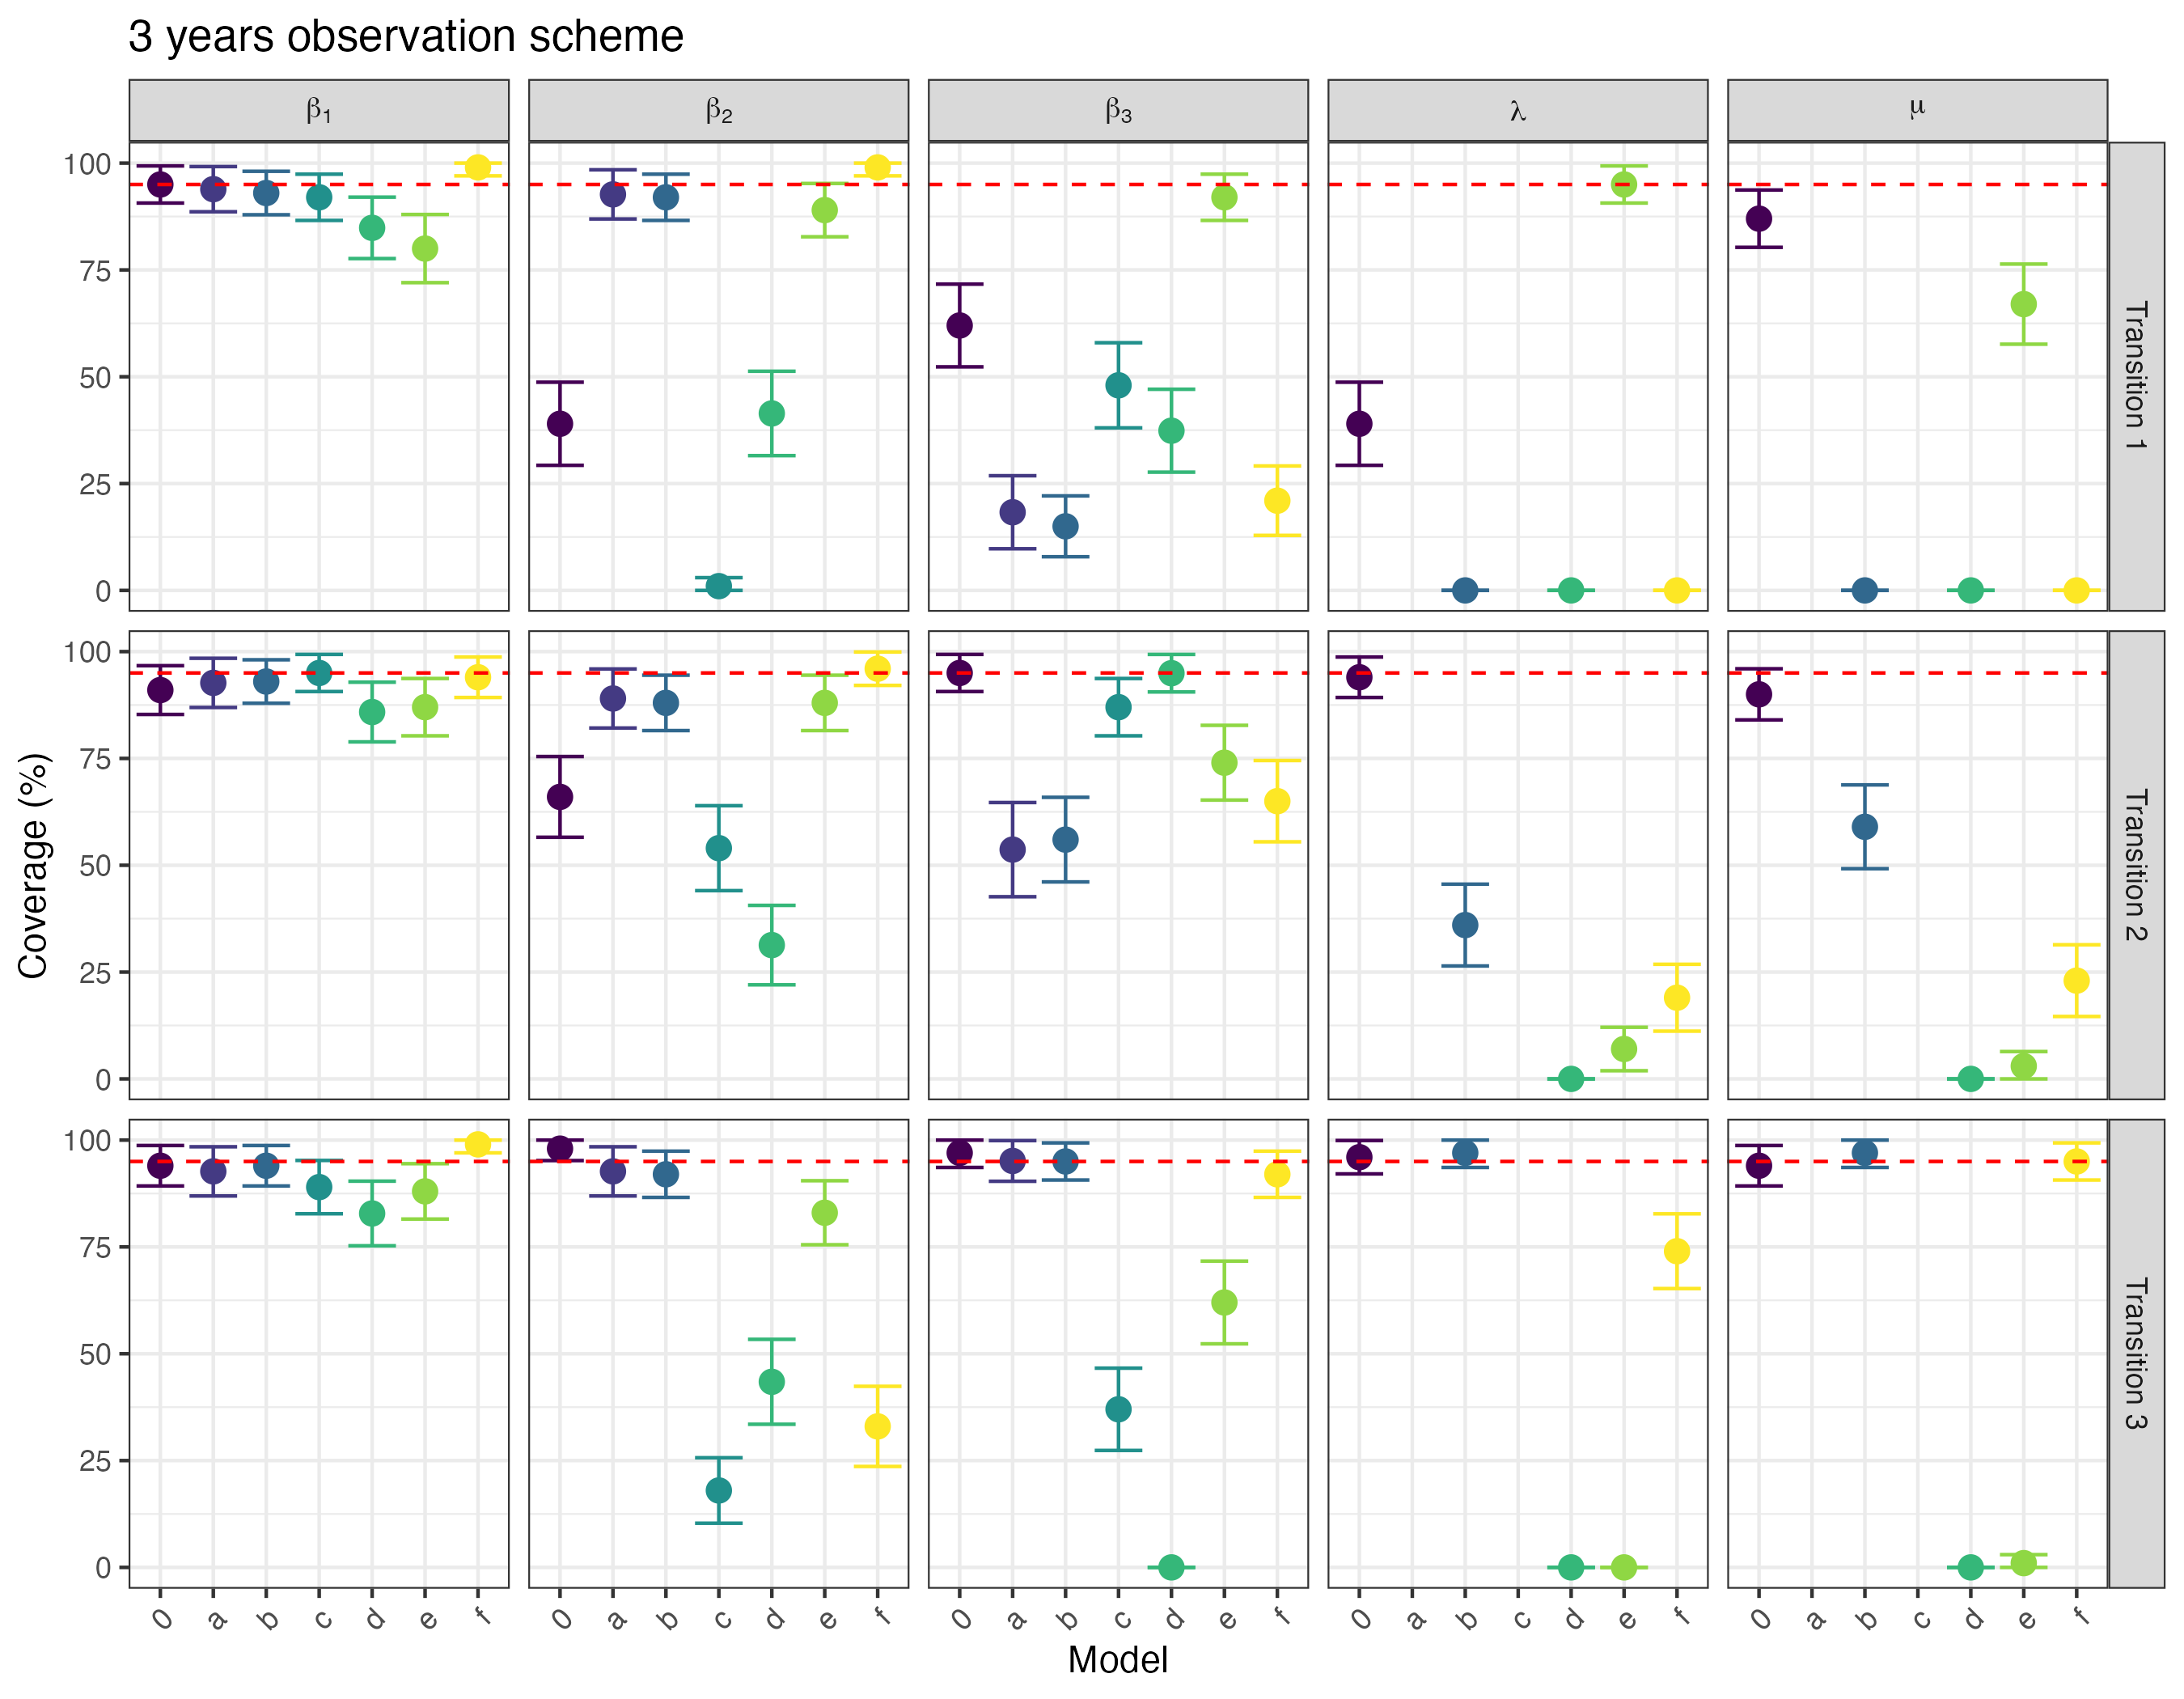 3 years observation scheme
β1 β2 β3 λ μ
100
75
50
25
0
Transition 1
100
75
50
25
0
Transition 2
100
75
50
25
0
Transition 3
Coverage (%)
0 a b c d e f 0 a b c d e f 0 a b c d e f 0 a b c d e f 0 a b c d e f
Model